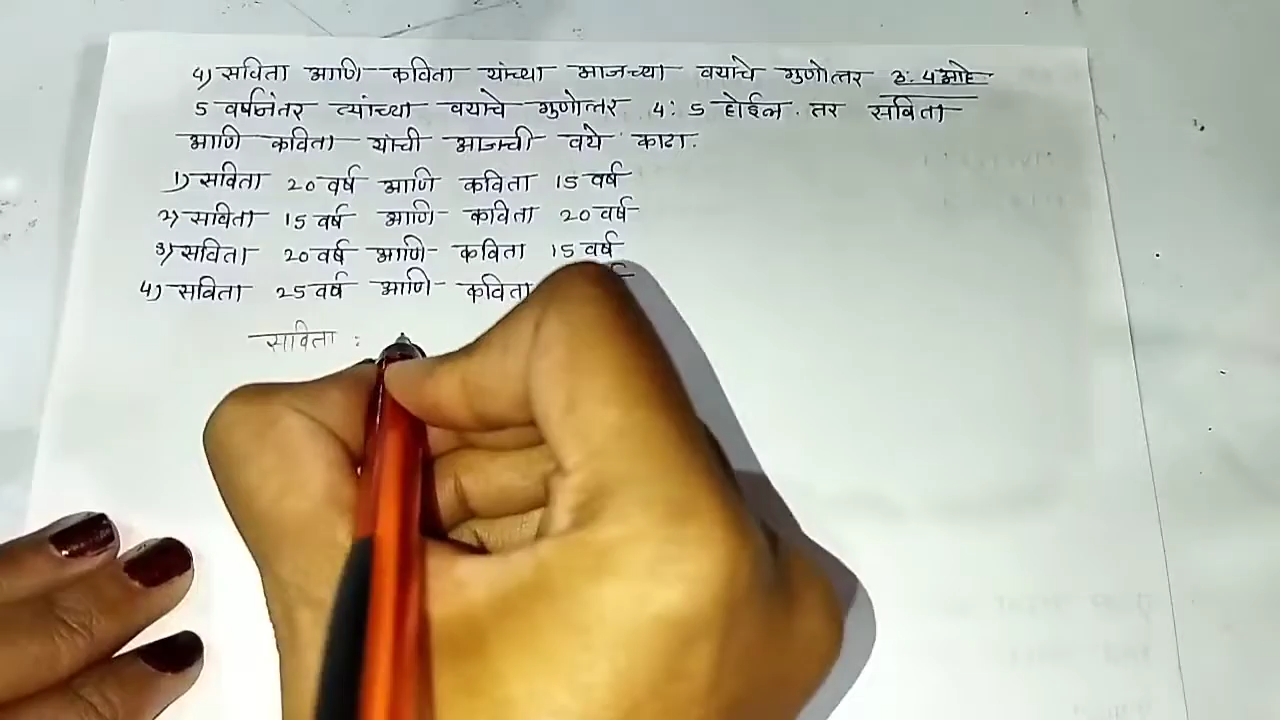 4) सविता आणि कविता यांच्या आजच्या वयाचे गुणोत्तर 3:4 आहे
5 वर्षानंतर त्यांच्या वयाचे गुणोत्तर 4:5 होईल. तर सविता
आणि कविता यांची आजची वये काढा.
1) सविता 20 वर्ष आणि कविता 15 वर्ष
2) सविता 15 वर्ष आणि कविता 20 वर्ष
3) सविता 20 वर्ष आणि कविता 15 वर्ष
4) सविता 25 वर्ष आणि कविता
सविता :